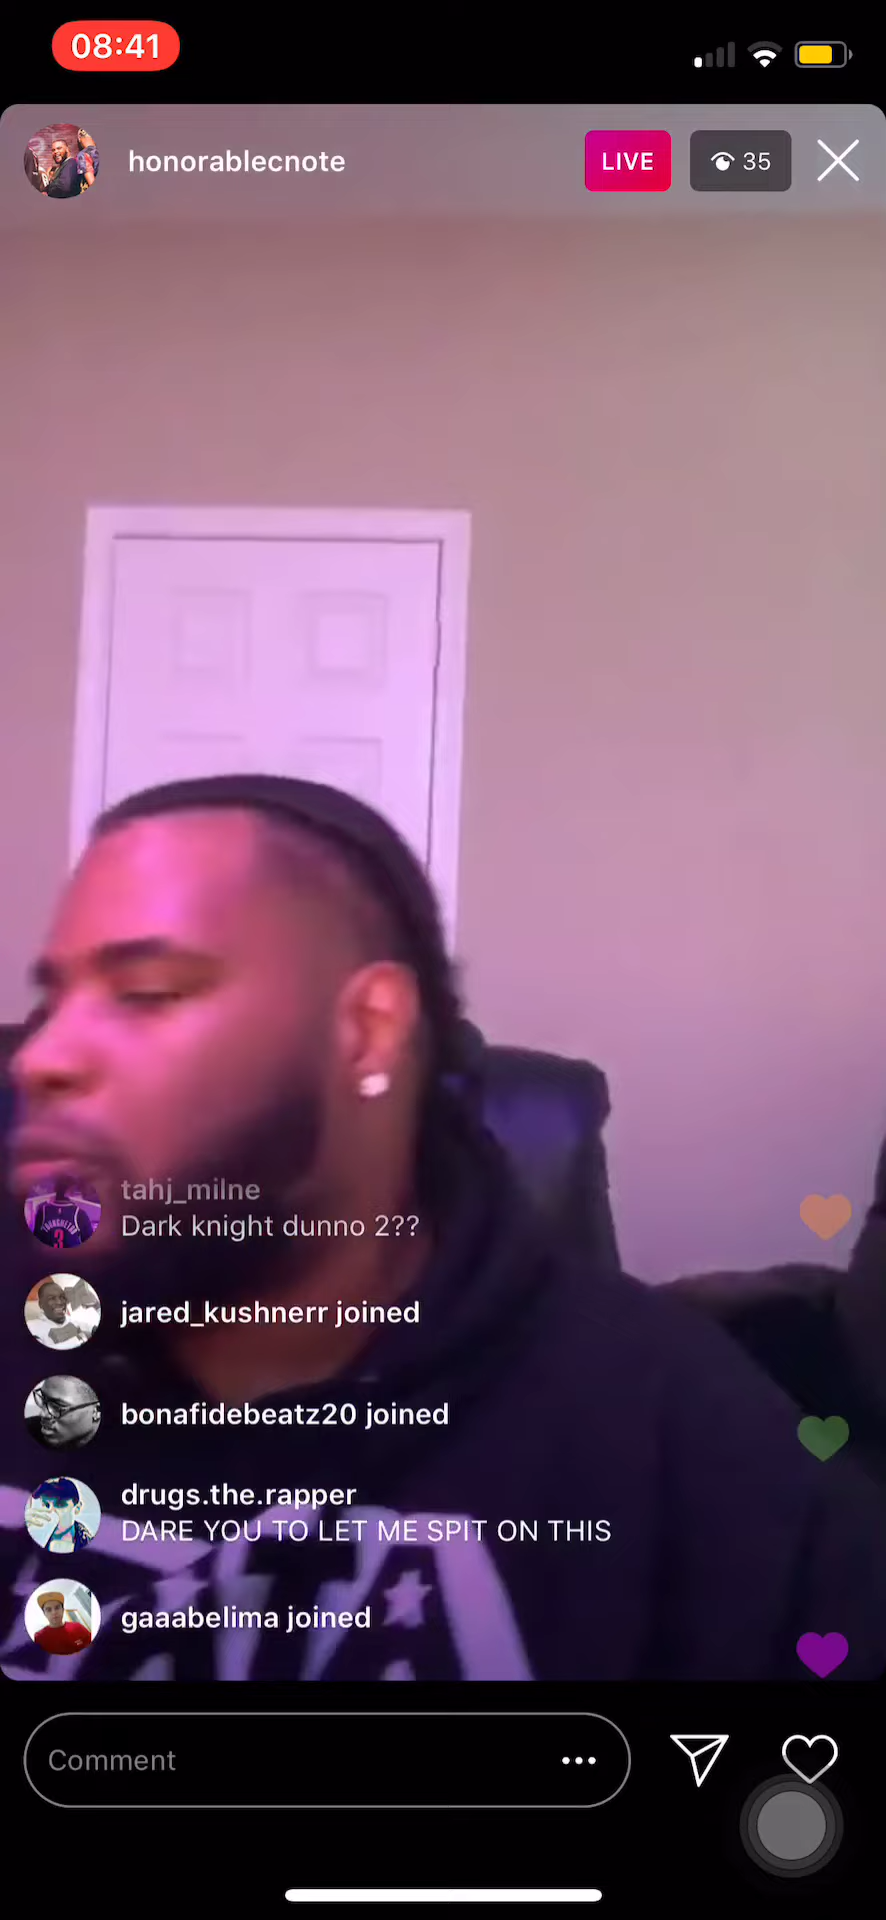 08:41
honorablecnote
LIVE
35
tahj_milne
Dark knight dunno 2??
jared_kushnerr joined
bonafidebeatz20 joined
drugs.the.rapper
DARE YOU TO LET ME SPIT ON THIS
gaaabelima joined
Comment